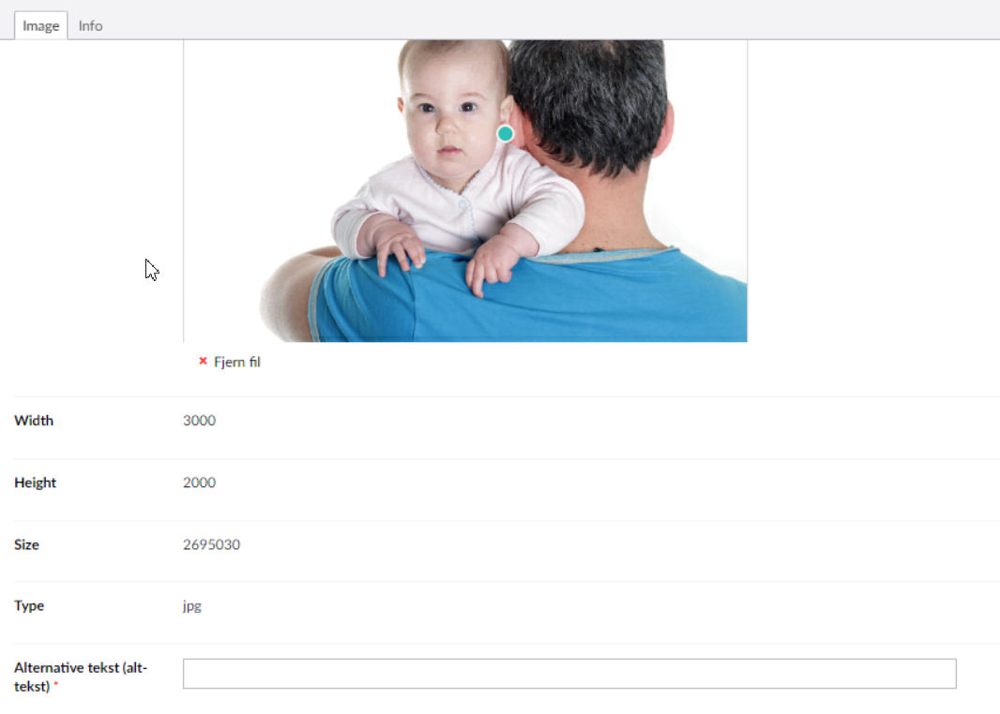 Image Info
Fjern fil
Width 3000
Height 2000
Size 2695030
Type jpg
Alternative tekst (alt-
tekst) *